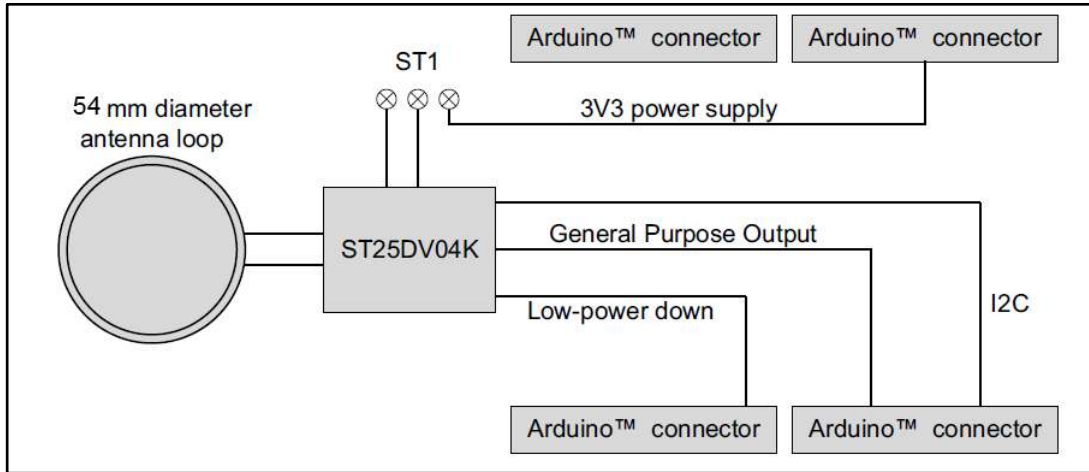 Arduino™ connector
Arduino™ connector
ST1
54 mm diameter
antenna loop
3V3 power supply
ST25DV04K
General Purpose Output
Low-power down
I2C
Arduino™ connector
Arduino™ connector